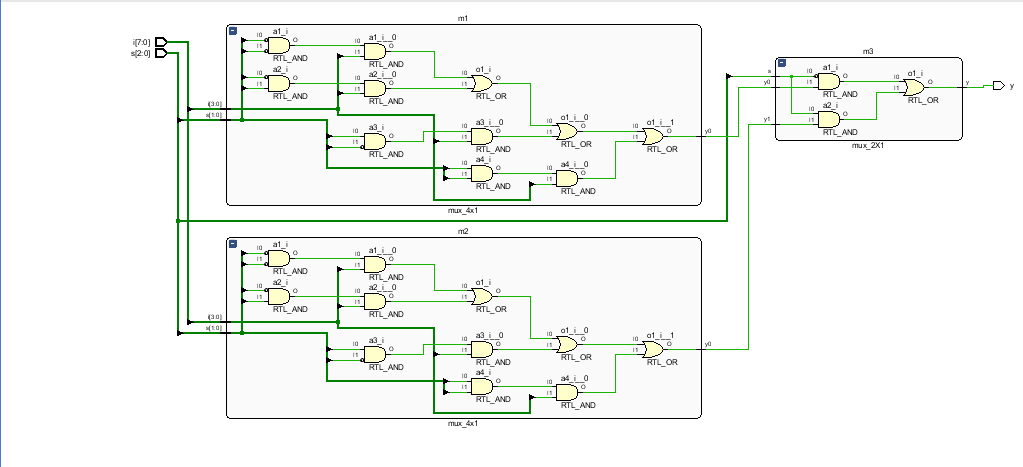 i[7:0]
s[2:0]
m1
a1_i
I0
I1
O
RTL_AND
a1_i__0
I0
I1
O
RTL_AND
a2_i
I0
I1
O
RTL_AND
a2_i__0
I0
I1
O
RTL_AND
o1_i
I0
I1
O
RTL_OR
i[3:0]
s[1:0]
a3_i
I0
I1
O
RTL_AND
a3_i__0
I0
I1
O
RTL_AND
o1_i__0
I0
I1
O
RTL_OR
o1_i__1
I0
I1
O
RTL_OR
y0
a4_i
I0
I1
O
RTL_AND
a4_i__0
I0
I1
O
RTL_AND
mux_4x1
m3
s
y0
y1
a1_i
I0
I1
O
RTL_AND
a2_i
I0
I1
O
RTL_AND
o1_i
I0
I1
O
RTL_OR
y
y
mux_2X1
m2
a1_i
I0
I1
O
RTL_AND
a1_i__0
I0
I1
O
RTL_AND
a2_i
I0
I1
O
RTL_AND
a2_i__0
I0
I1
O
RTL_AND
o1_i
I0
I1
O
RTL_OR
i[3:0]
s[1:0]
a3_i
I0
I1
O
RTL_AND
a3_i__0
I0
I1
O
RTL_AND
o1_i__0
I0
I1
O
RTL_OR
o1_i__1
I0
I1
O
RTL_OR
y0
a4_i
I0
I1
O
RTL_AND
a4_i__0
I0
I1
O
RTL_AND
mux_4x1